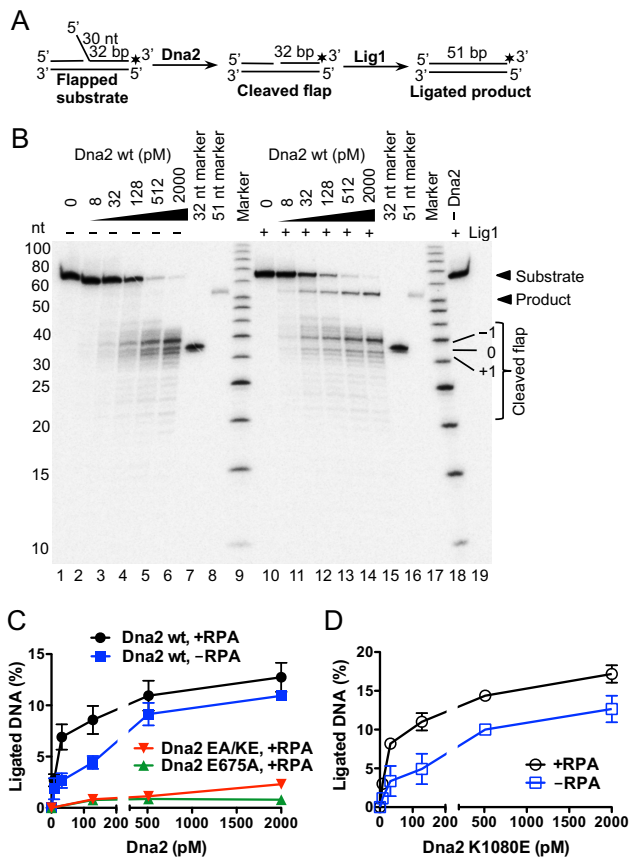 A
5'
30 nt
5' 32 bp 3'
3' 5'
Flapped substrate
Dna2
5' 32 bp 3'
3' 5'
Cleaved flap
Lig1
5' 51 bp 3'
3' 5'
Ligated product
B
Dna2 wt (pM)
0 8 32 128 512 2000 32 nt marker 51 nt marker Marker
Dna2 wt (pM)
0 8 32 128 512 2000 32 nt marker 51 nt marker Marker – Dna2
nt – – – – – – + + + + + + + Lig1
100
80
70
60
50
40
30
25
20
15
10
Substrate
Product
−1
0
+1
Cleaved flap
1 2 3 4 5 6 7 8 9 10 11 12 13 14 15 16 17 18 19
C
Dna2 wt, +RPA
Dna2 wt, −RPA
Dna2 EA/KE, +RPA
Dna2 E675A, +RPA
Ligated DNA (%)
15
10
5
0
0 100 200 500 1000 1500 2000
Dna2 (pM)
D
+RPA
−RPA
Ligated DNA (%)
20
15
10
5
0
0 100 200 500 1000 1500 2000
Dna2 K1080E (pM)